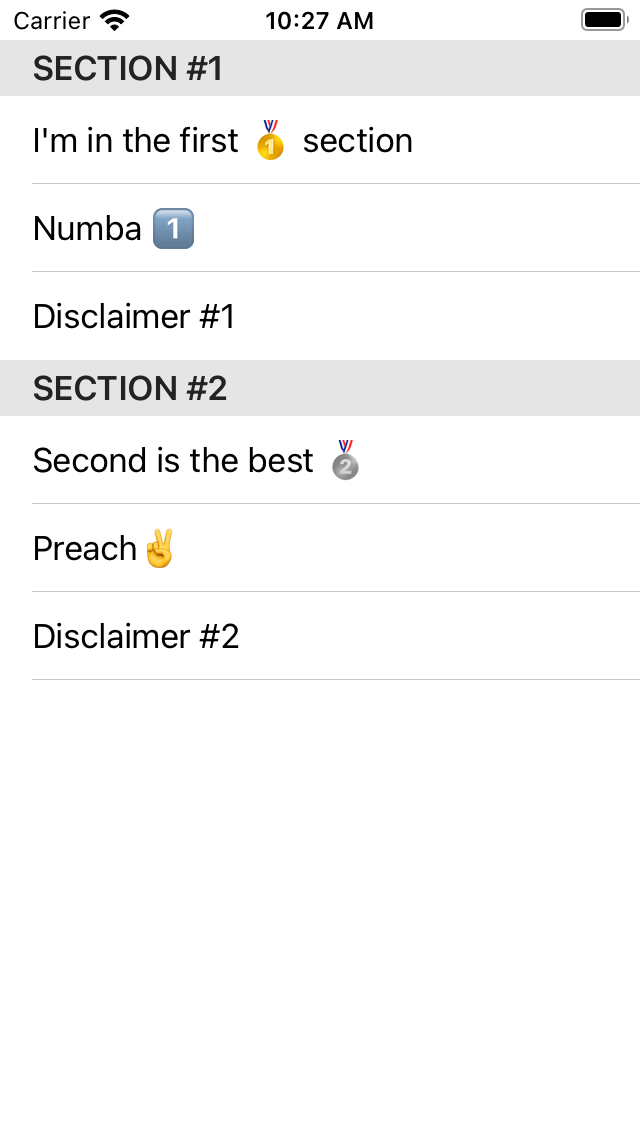 Carrier 10:27 AM
SECTION #1
I'm in the first 🥇 section
Numba 1️⃣
Disclaimer #1
SECTION #2
Second is the best 🥈
Preach✌️
Disclaimer #2